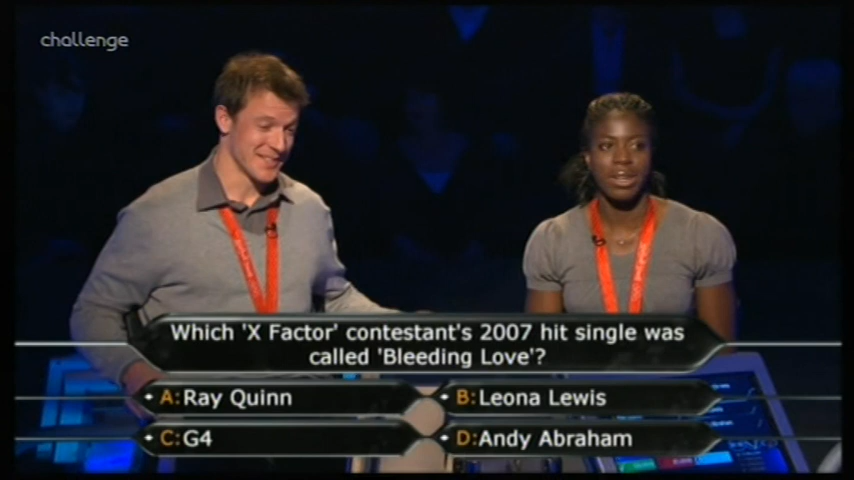 challenge
Which 'X Factor' contestant's 2007 hit single was
called 'Bleeding Love'?
A: Ray Quinn
B: Leona Lewis
C: G4
D: Andy Abraham